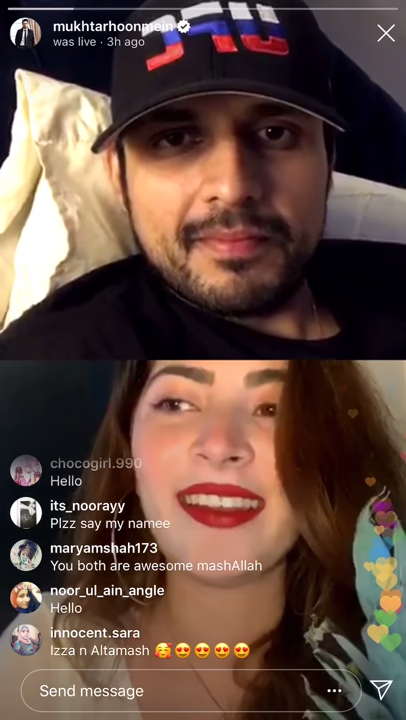 mukhtarhoonmein
was live · 3h ago
chocogirl.990
Hello
its_noorayy
Plzz say my namee
maryamshah173
You both are awesome mashAllah
noor_ul_ain_angle
Hello
innocent.sara
Izza n Altamash 🥰😍😍😍😍
Send message